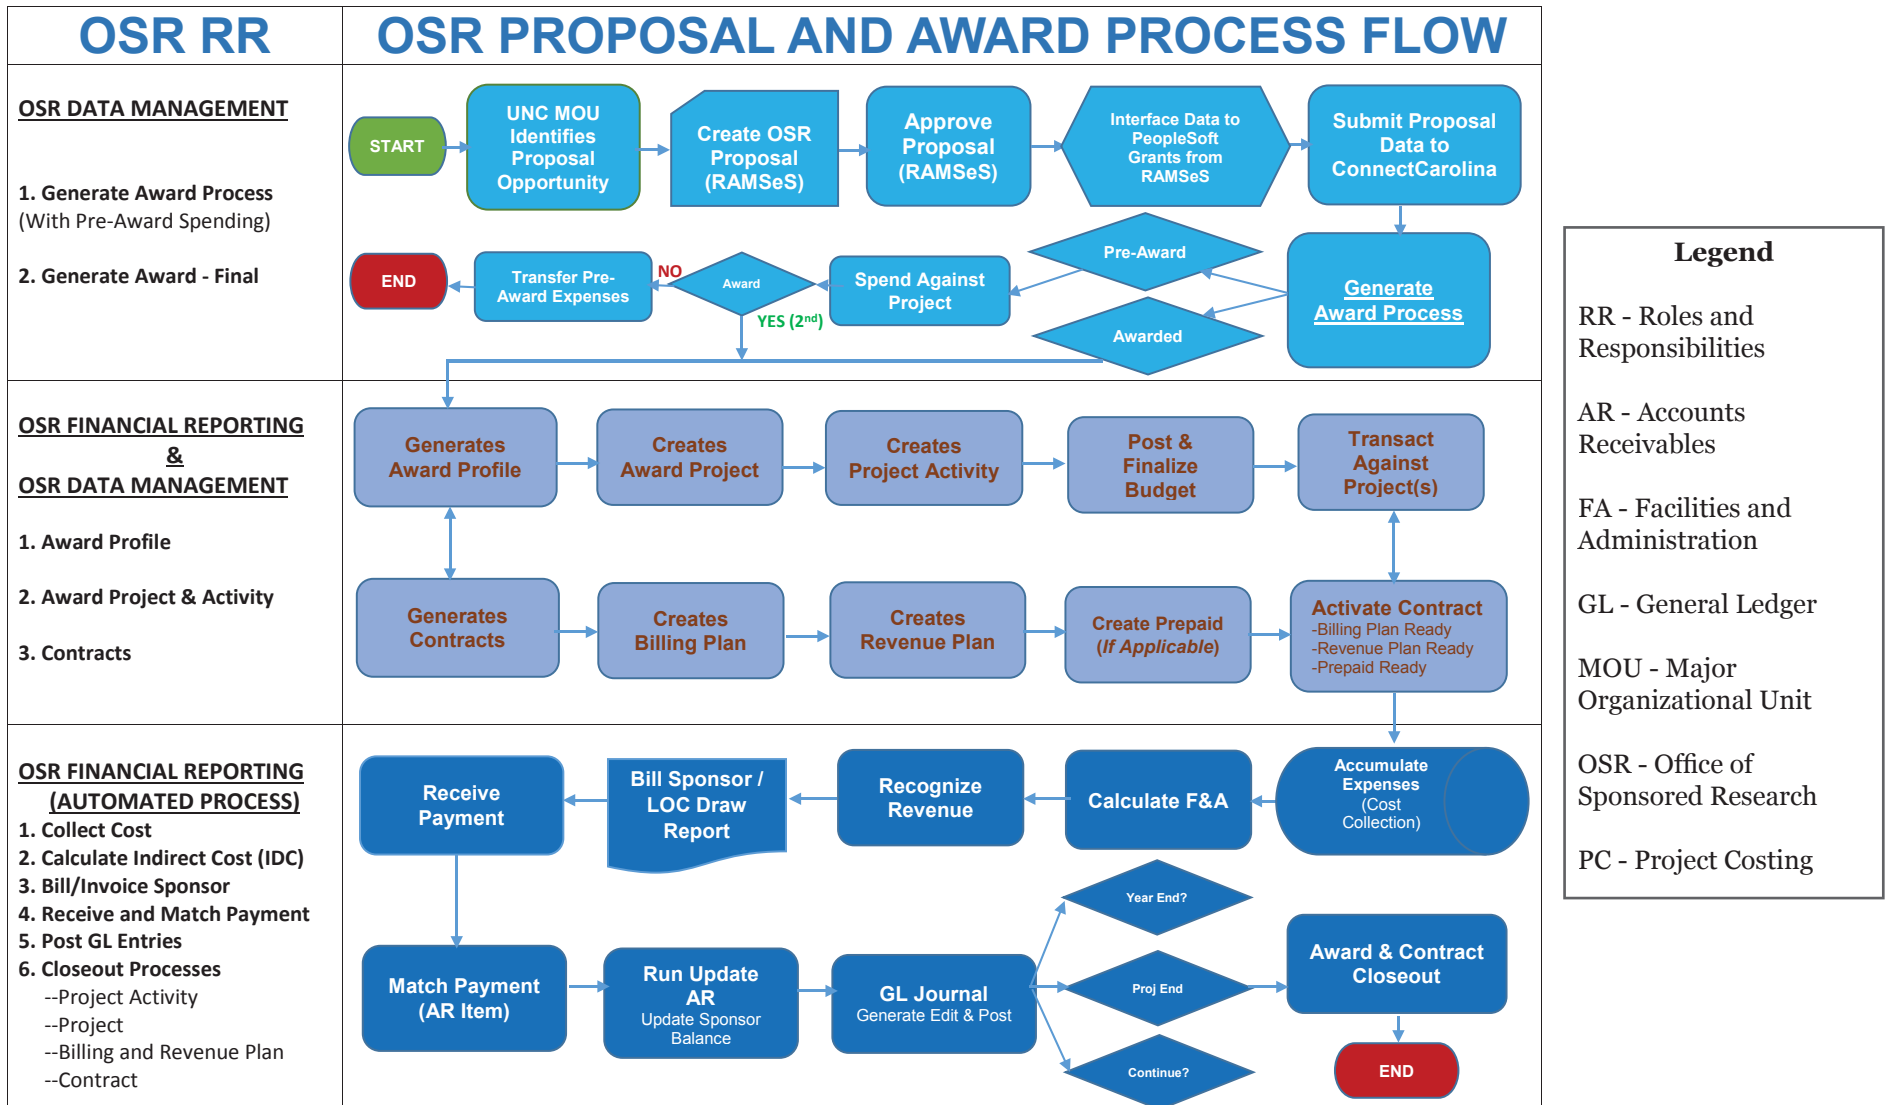 OSR RR
OSR PROPOSAL AND AWARD PROCESS FLOW
OSR DATA MANAGEMENT
1. Generate Award Process
(With Pre-Award Spending)
2. Generate Award - Final
START
UNC MOU
Identifies
Proposal
Opportunity
Create OSR
Proposal
(RAMSeS)
Approve
Proposal
(RAMSeS)
Interface Data to
PeopleSoft
Grants from
RAMSeS
Submit Proposal
Data to
ConnectCarolina
END
Transfer Pre-
Award Expenses
NO
Award
YES (2nd)
Spend Against
Project
Pre-Award
Awarded
Generate
Award Process
OSR FINANCIAL REPORTING
&
OSR DATA MANAGEMENT
1. Award Profile
2. Award Project & Activity
3. Contracts
Generates
Award Profile
Creates
Award Project
Creates
Project Activity
Post &
Finalize
Budget
Transact
Against
Project(s)
Generates
Contracts
Creates
Billing Plan
Creates
Revenue Plan
Create Prepaid
(If Applicable)
Activate Contract
-Billing Plan Ready
-Revenue Plan Ready
-Prepaid Ready
OSR FINANCIAL REPORTING
(AUTOMATED PROCESS)
1. Collect Cost
2. Calculate Indirect Cost (IDC)
3. Bill/Invoice Sponsor
4. Receive and Match Payment
5. Post GL Entries
6. Closeout Processes
--Project Activity
--Project
--Billing and Revenue Plan
--Contract
Receive
Payment
Bill Sponsor /
LOC Draw
Report
Recognize
Revenue
Calculate F&A
Accumulate
Expenses
(Cost
Collection)
Match Payment
(AR Item)
Run Update
AR
Update Sponsor
Balance
GL Journal
Generate Edit & Post
Year End?
Proj End
Continue?
Award & Contract
Closeout
END
Legend
RR - Roles and
Responsibilities
AR - Accounts
Receivables
FA - Facilities and
Administration
GL - General Ledger
MOU - Major
Organizational Unit
OSR - Office of
Sponsored Research
PC - Project Costing